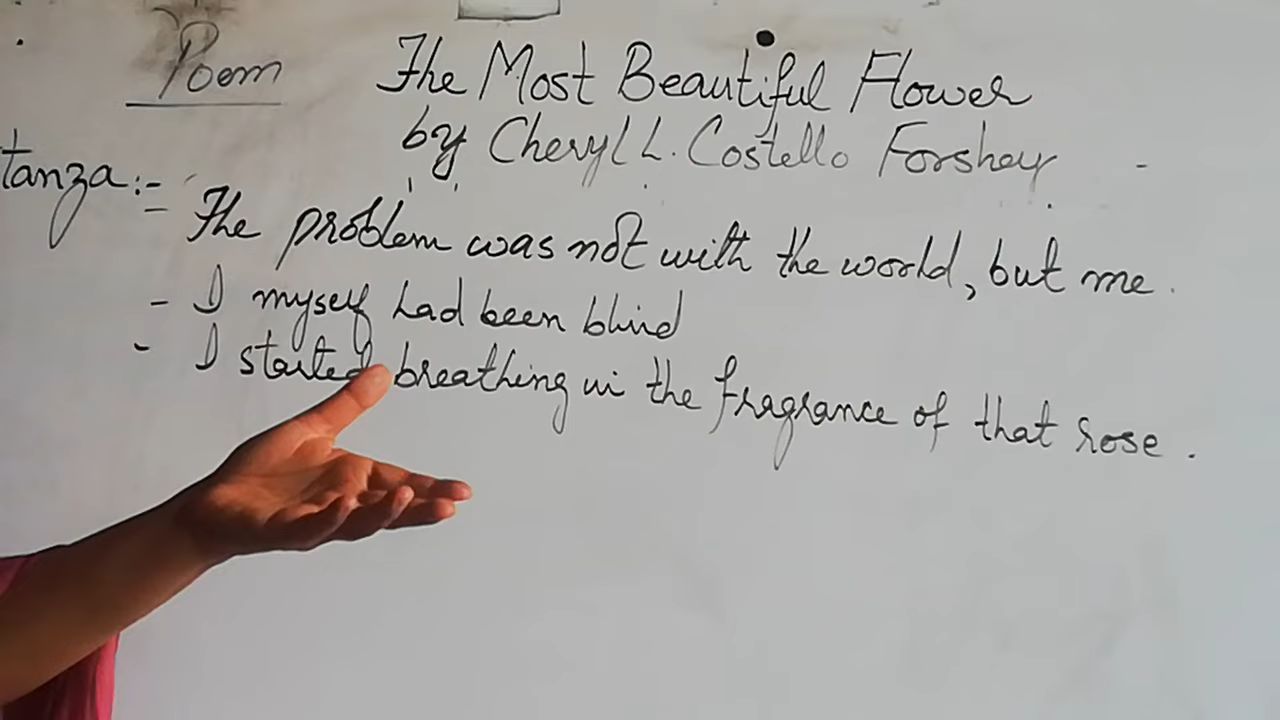 Poem The Most Beautiful Flower
by Cheryl L. Costello Forshey
tanza:-
- The problem was not with the world, but me.
- I myself had been blind
- I started breathing in the fragrance of that rose.